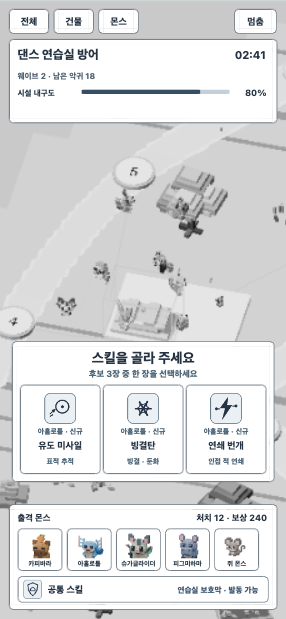 전체 건물 몬스 멈춤
댄스 연습실 방어 02:41
웨이브 2 · 남은 악귀 18
시설 내구도 80%
5
4
스킬을 골라 주세요
후보 3장 중 한 장을 선택하세요
아홀로틀 · 신규 아홀로틀 · 신규 아홀로틀 · 신규
유도 미사일 빙결탄 연쇄 번개
표적 추적 빙결 · 둔화 인접 적 연쇄
출격 몬스 처치 12 · 보상 240
카피바라 아홀로틀 슈가글라이더 피그미하마 쥐 몬스
공통 스킬 연습실 보호막 · 발동 가능